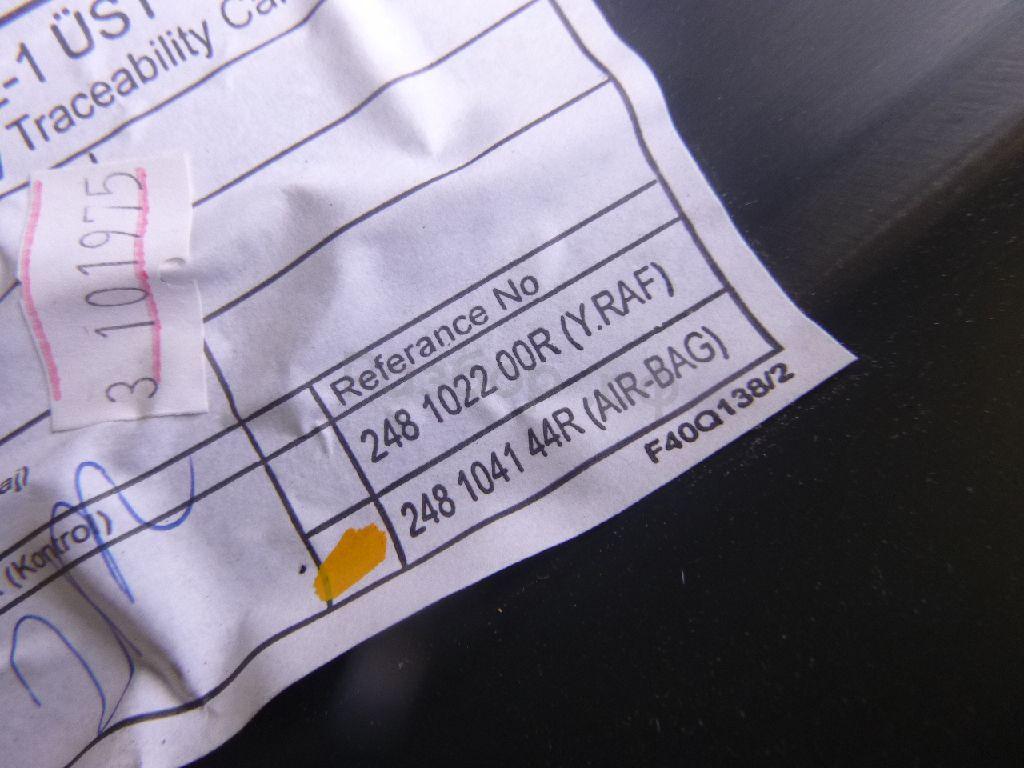 -1 ÜST
Traceability Ca
3 101975
Referance No
248 1022 00R (Y.RAF)
248 1041 44R (AIR-BAG)
F40Q138/2
(Kontrol)